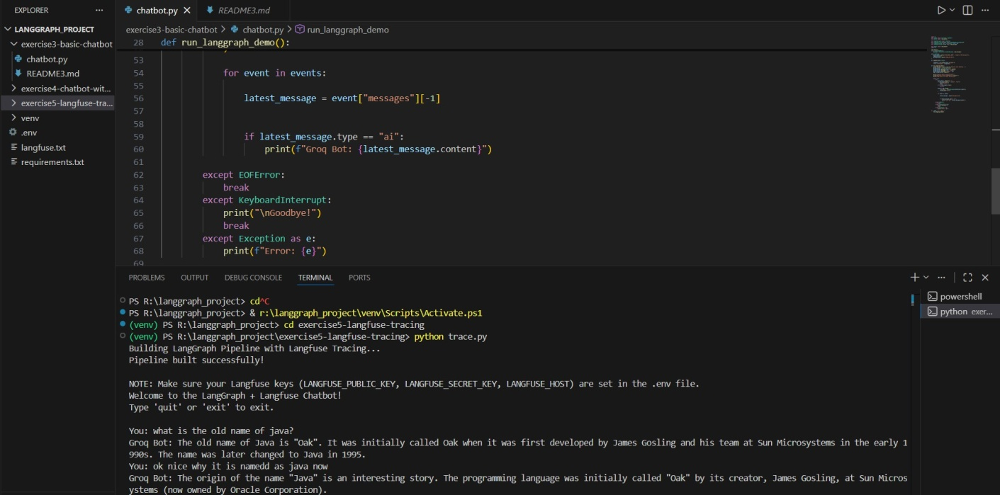 EXPLORER
LANGGRAPH_PROJECT
exercise3-basic-chatbot
chatbot.py
README3.md
exercise4-chatbot-wit...
exercise5-langfuse-tra...
venv
.env
langfuse.txt
requirements.txt
chatbot.py README3.md
exercise3-basic-chatbot > chatbot.py > run_langgraph_demo
28 def run_langgraph_demo():
53
54 for event in events:
55
56 latest_message = event["messages"][-1]
57
58
59 if latest_message.type == "ai":
60 print(f"Groq Bot: {latest_message.content}")
61
62 except EOFError:
63 break
64 except KeyboardInterrupt:
65 print("\nGoodbye!")
66 break
67 except Exception as e:
68 print(f"Error: {e}")
69
PROBLEMS OUTPUT DEBUG CONSOLE TERMINAL PORTS
PS R:\langgraph_project> cd^C
PS R:\langgraph_project> & r:\langgraph_project\venv\Scripts\Activate.ps1
(venv) PS R:\langgraph_project> cd exercise5-langfuse-tracing
(venv) PS R:\langgraph_project\exercise5-langfuse-tracing> python trace.py
Building LangGraph Pipeline with Langfuse Tracing...
Pipeline built successfully!
NOTE: Make sure your Langfuse keys (LANGFUSE_PUBLIC_KEY, LANGFUSE_SECRET_KEY, LANGFUSE_HOST) are set in the .env file.
Welcome to the LangGraph + Langfuse Chatbot!
Type 'quit' or 'exit' to exit.
You: what is the old name of java?
Groq Bot: The old name of Java is "Oak". It was initially called Oak when it was first developed by James Gosling and his team at Sun Microsystems in the early 1
990s. The name was later changed to Java in 1995.
You: ok nice why it is namedd as java now
Groq Bot: The origin of the name "Java" is an interesting story. The programming language was initially called "Oak" by its creator, James Gosling, at Sun Micros
ystems (now owned by Oracle Corporation).
powershell
python exer...